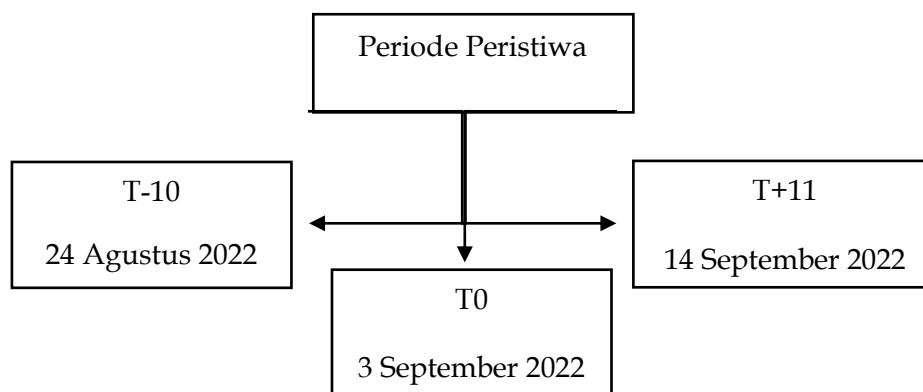 Periode Peristiwa
T-10
24 Agustus 2022
T+11
14 September 2022
T0
3 September 2022